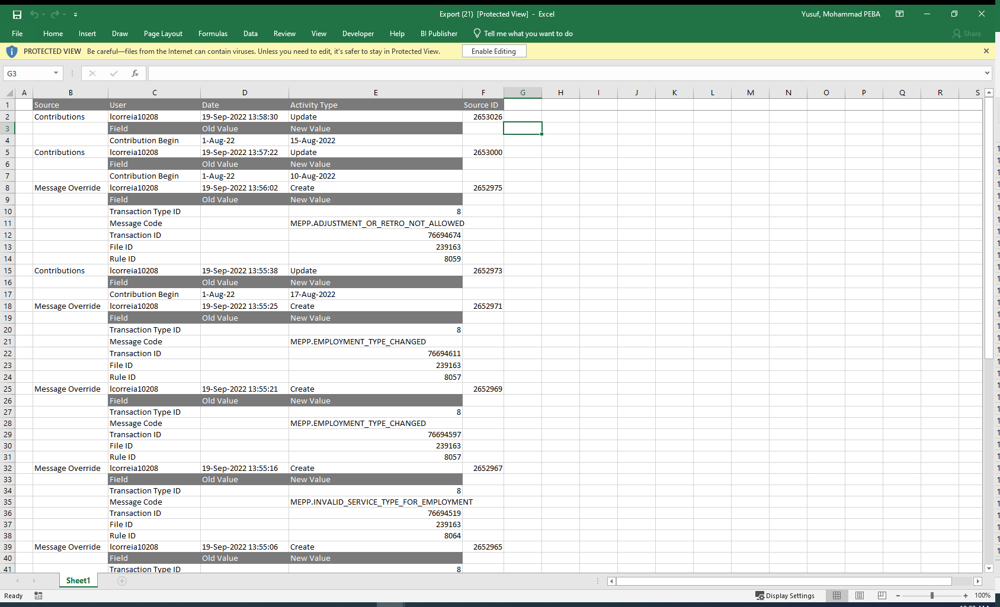 Export (21) [Protected View] - Excel
Yusuf, Mohammad PEBA
File Home Insert Draw Page Layout Formulas Data Review View Developer Help BI Publisher Tell me what you want to do Share
PROTECTED VIEW Be careful—files from the Internet can contain viruses. Unless you need to edit, it's safer to stay in Protected View. Enable Editing
G3 fx
A B C D E F G H I J K L M N O P Q R S
1 Source User Date Activity Type Source ID
2 Contributions lcorreia10208 19-Sep-2022 13:58:30 Update 2653026
3 Field Old Value New Value
4 Contribution Begin 1-Aug-22 15-Aug-2022
5 Contributions lcorreia10208 19-Sep-2022 13:57:22 Update 2653000
6 Field Old Value New Value
7 Contribution Begin 1-Aug-22 10-Aug-2022
8 Message Override lcorreia10208 19-Sep-2022 13:56:02 Create 2652975
9 Field Old Value New Value
10 Transaction Type ID 8
11 Message Code MEPP.ADJUSTMENT_OR_RETRO_NOT_ALLOWED
12 Transaction ID 76694674
13 File ID 239163
14 Rule ID 8059
15 Contributions lcorreia10208 19-Sep-2022 13:55:38 Update 2652973
16 Field Old Value New Value
17 Contribution Begin 1-Aug-22 17-Aug-2022
18 Message Override lcorreia10208 19-Sep-2022 13:55:25 Create 2652971
19 Field Old Value New Value
20 Transaction Type ID 8
21 Message Code MEPP.EMPLOYMENT_TYPE_CHANGED
22 Transaction ID 76694611
23 File ID 239163
24 Rule ID 8057
25 Message Override lcorreia10208 19-Sep-2022 13:55:21 Create 2652969
26 Field Old Value New Value
27 Transaction Type ID 8
28 Message Code MEPP.EMPLOYMENT_TYPE_CHANGED
29 Transaction ID 76694597
30 File ID 239163
31 Rule ID 8057
32 Message Override lcorreia10208 19-Sep-2022 13:55:16 Create 2652967
33 Field Old Value New Value
34 Transaction Type ID 8
35 Message Code MEPP.INVALID_SERVICE_TYPE_FOR_EMPLOYMENT
36 Transaction ID 76694519
37 File ID 239163
38 Rule ID 8064
39 Message Override lcorreia10208 19-Sep-2022 13:55:06 Create 2652965
40 Field Old Value New Value
41 Transaction Type ID 8
Sheet1
Ready Display Settings 100%